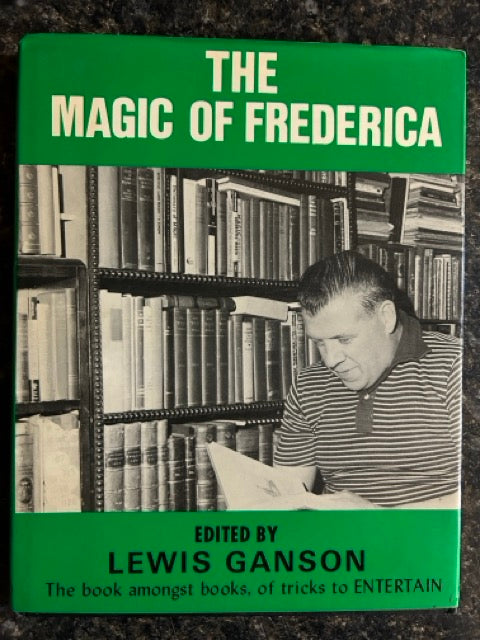 THE
MAGIC OF FREDERICA
EDITED BY
LEWIS GANSON
The book amongst books, of tricks to ENTERTAIN